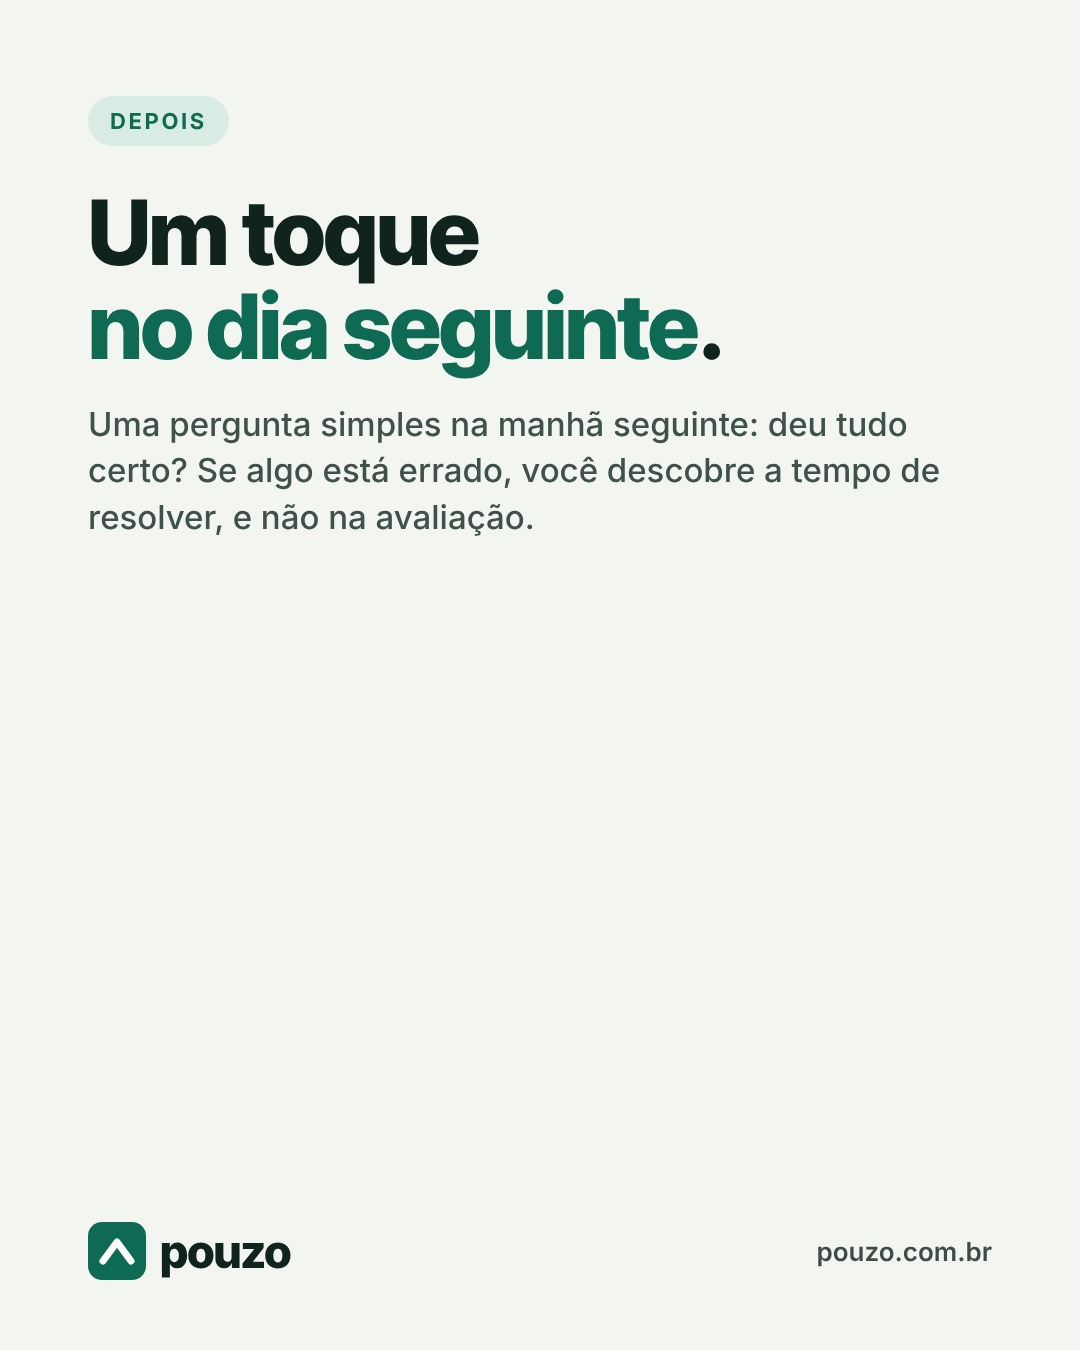 DEPOIS
Um toque
no dia seguinte.
Uma pergunta simples na manhã seguinte: deu tudo
certo? Se algo está errado, você descobre a tempo de
resolver, e não na avaliação.
pouzo
pouzo.com.br